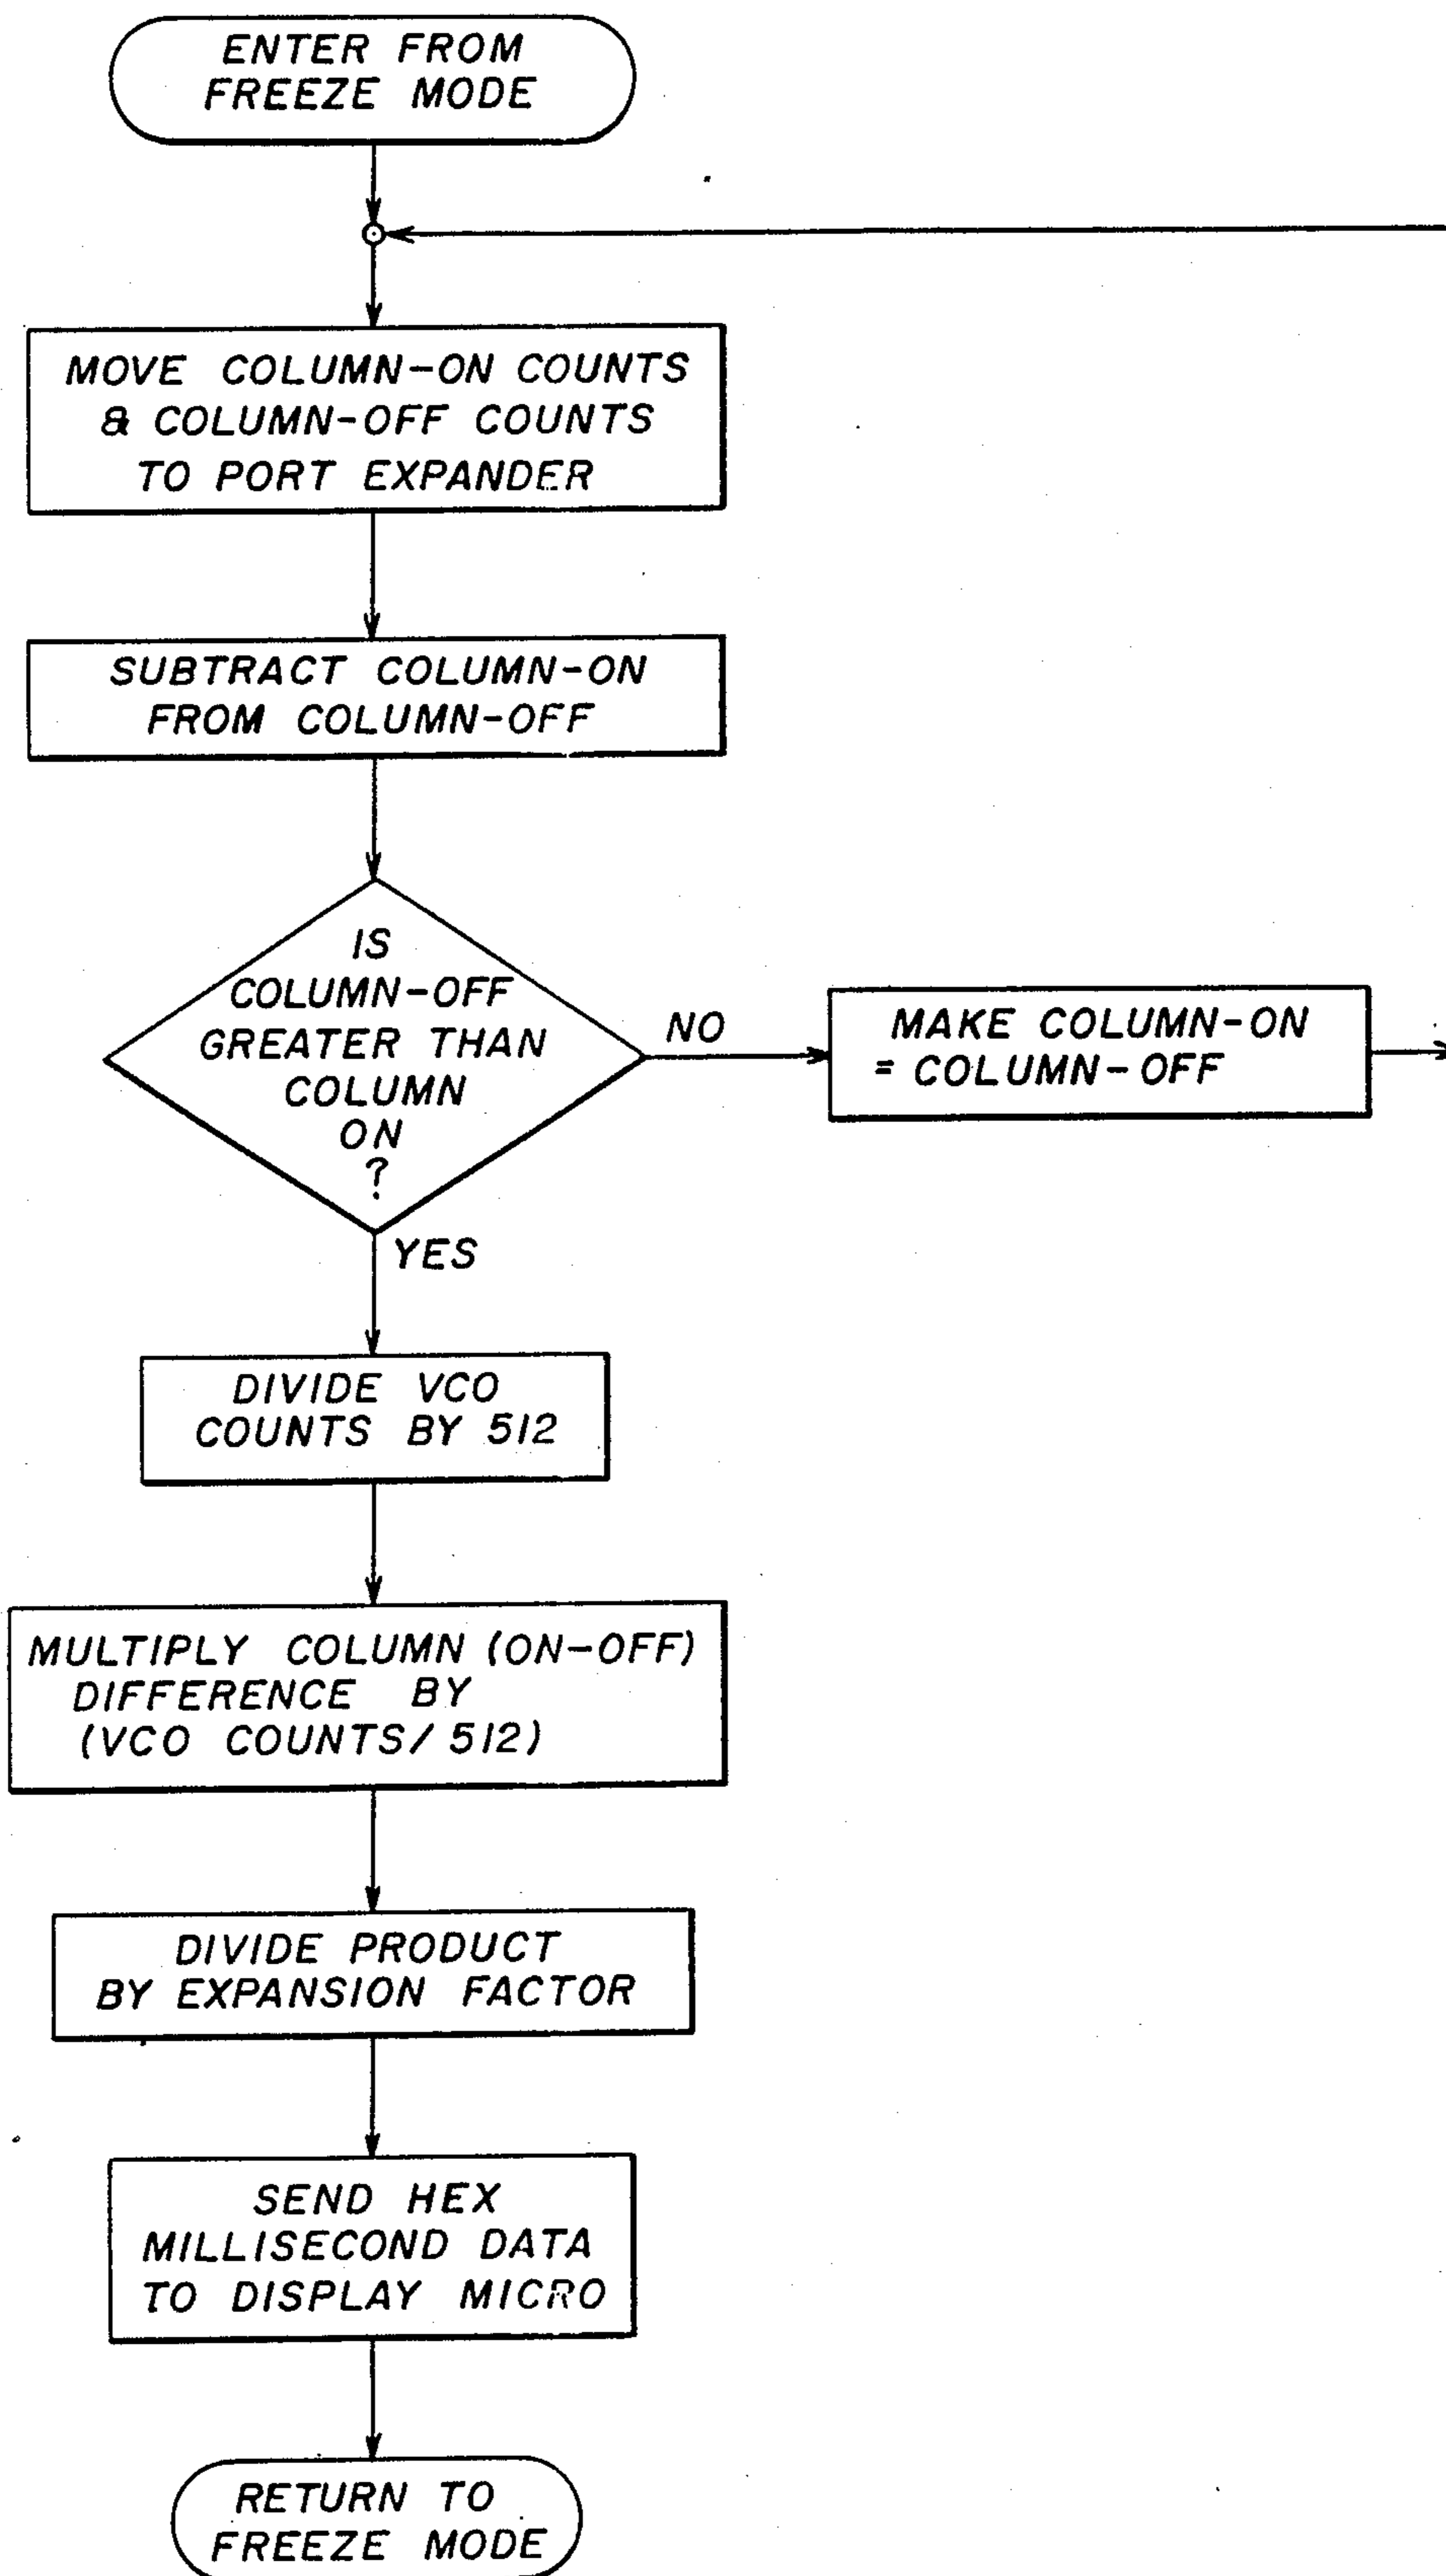 ENTER FROM
FREEZE MODE
MOVE COLUMN-ON COUNTS
& COLUMN-OFF COUNTS
TO PORT EXPANDER
SUBTRACT COLUMN-ON
FROM COLUMN-OFF
IS
COLUMN-OFF
GREATER THAN
COLUMN
ON
?
NO
MAKE COLUMN-ON
= COLUMN-OFF
YES
DIVIDE VCO
COUNTS BY 512
MULTIPLY COLUMN (ON-OFF)
DIFFERENCE BY
(VCO COUNTS/512)
DIVIDE PRODUCT
BY EXPANSION FACTOR
SEND HEX
MILLISECOND DATA
TO DISPLAY MICRO
RETURN TO
FREEZE MODE